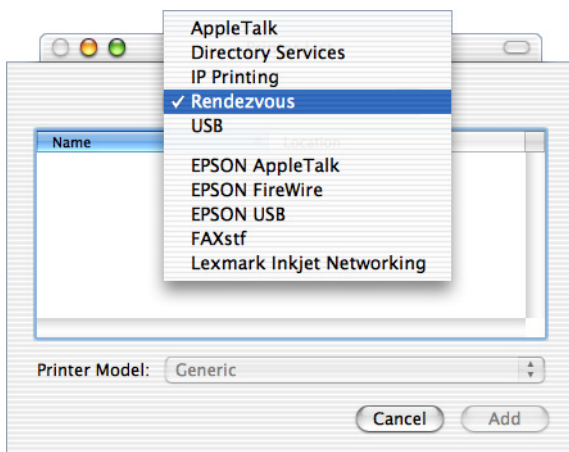 AppleTalk
Directory Services
IP Printing
✓ Rendezvous
USB
Name Location
EPSON AppleTalk
EPSON FireWire
EPSON USB
FAXstf
Lexmark Inkjet Networking
Printer Model: Generic
Cancel Add